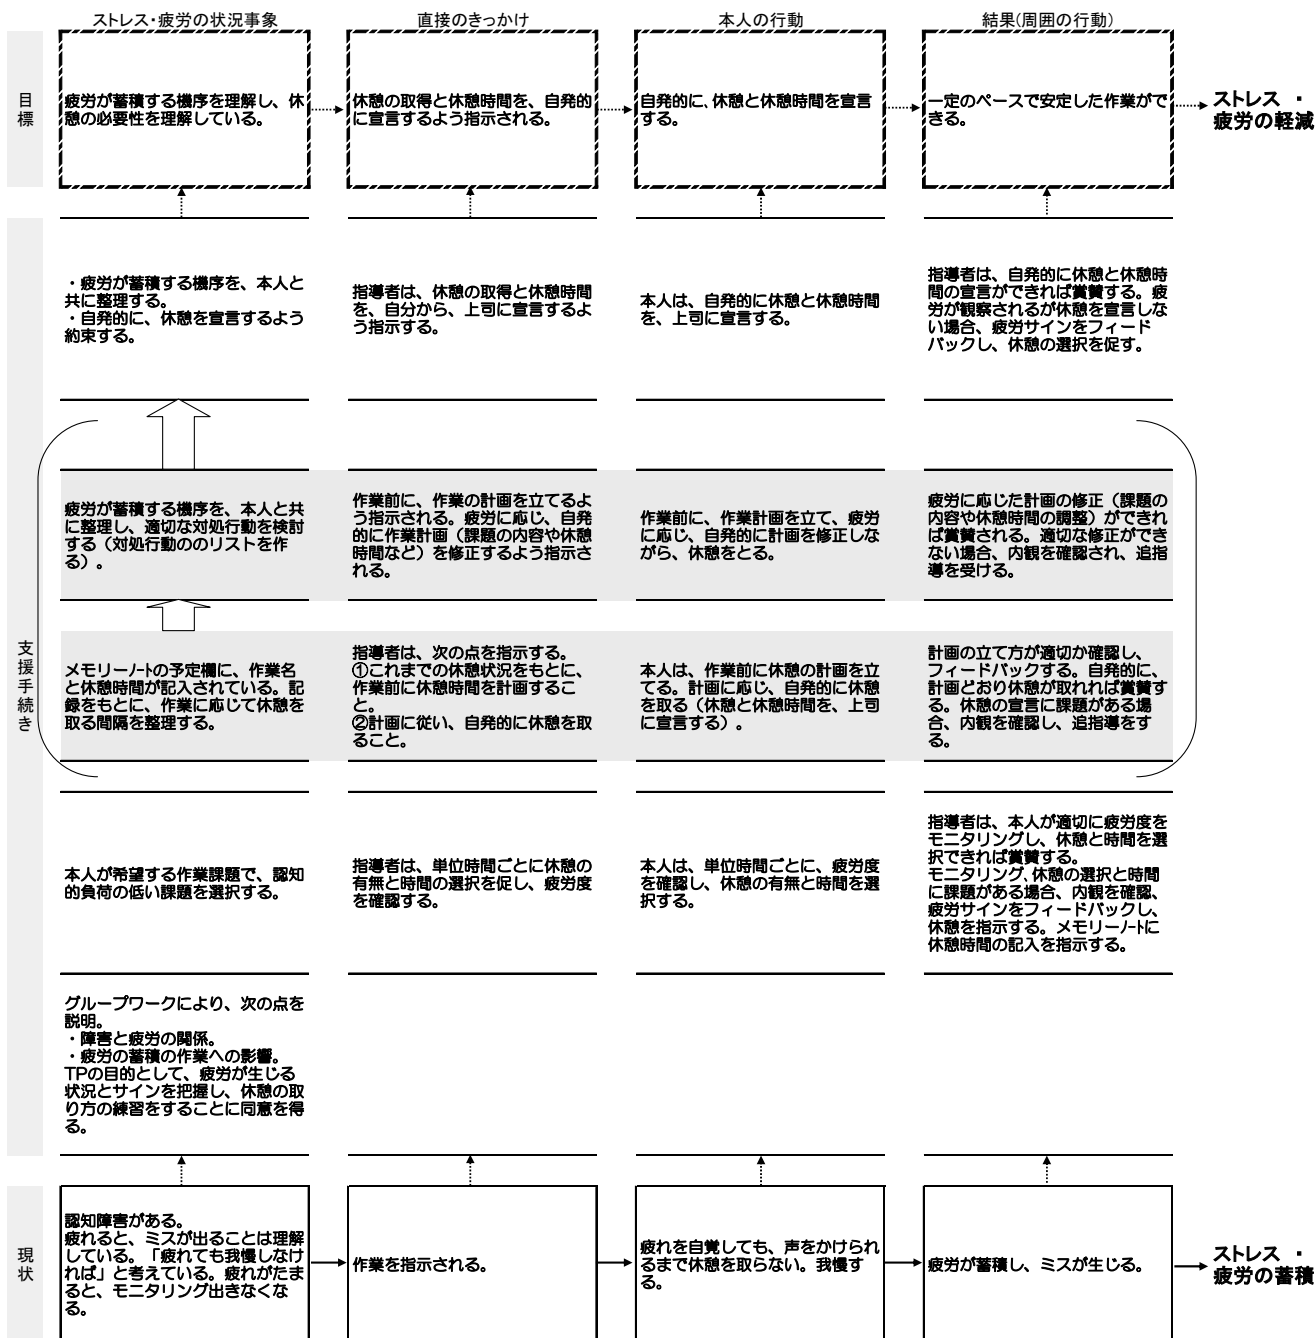 ストレス・疲労の状況事象
直接のきっかけ
本人の行動
結果(周囲の行動)
目標
疲労が蓄積する機序を理解し、休
憩の必要性を理解している。
休憩の取得と休憩時間を、自発的
に宣言するよう指示される。
自発的に、休憩と休憩時間を宣言
する。
一定のペースで安定した作業がで
きる。
ストレス ・
疲労の軽減
支援手続き
・疲労が蓄積する機序を、本人と
共に整理する。
・自発的に、休憩を宣言するよう
約束する。
指導者は、休憩の取得と休憩時間
を、自分から、上司に宣言するよ
う指示する。
本人は、自発的に休憩と休憩時間
を、上司に宣言する。
指導者は、自発的に休憩と休憩時
間の宣言ができれば賞賛する。疲
労が観察されるが休憩を宣言しな
い場合、疲労サインをフィード
バックし、休憩の選択を促す。
疲労が蓄積する機序を、本人と共
に整理し、適切な対処行動を検討
する（対処行動ののリストを作
る）。
作業前に、作業の計画を立てるよ
う指示される。疲労に応じ、自発
的に作業計画（課題の内容や休憩
時間など）を修正するよう指示さ
れる。
作業前に、作業計画を立て、疲労
に応じ、自発的に計画を修正しな
がら、休憩をとる。
疲労に応じた計画の修正（課題の
内容や休憩時間の調整）ができれ
ば賞賛される。適切な修正ができ
ない場合、内観を確認され、追指
導を受ける。
メモリーノートの予定欄に、作業名
と休憩時間が記入されている。記
録をもとに、作業に応じて休憩を
取る間隔を整理する。
指導者は、次の点を指示する。
①これまでの休憩状況をもとに、
作業前に休憩時間を計画するこ
と。
②計画に従い、自発的に休憩を取
ること。
本人は、作業前に休憩の計画を立
てる。計画に応じ、自発的に休憩
を取る（休憩と休憩時間を、上司
に宣言する）。
計画の立て方が適切か確認し、
フィードバックする。自発的に、
計画どおり休憩が取れれば賞賛す
る。休憩の宣言に課題がある場
合、内観を確認し、追指導をす
る。
本人が希望する作業課題で、認知
的負荷の低い課題を選択する。
指導者は、単位時間ごとに休憩の
有無と時間の選択を促し、疲労度
を確認する。
本人は、単位時間ごとに、疲労度
を確認し、休憩の有無と時間を選
択する。
指導者は、本人が適切に疲労度を
モニタリングし、休憩と時間を選
択できれば賞賛する。
モニタリング、休憩の選択と時間
に課題がある場合、内観を確認、
疲労サインをフィードバックし、
休憩を指示する。メモリーノートに
休憩時間の記入を指示する。
グループワークにより、次の点を
説明。
・障害と疲労の関係。
・疲労の蓄積の作業への影響。
TPの目的として、疲労が生じる
状況とサインを把握し、休憩の取
り方の練習をすることに同意を得
る。
現状
認知障害がある。
疲れると、ミスが出ることは理解
している。「疲れても我慢しなけ
れば」と考えている。疲れがたま
ると、モニタリング出きなくな
る。
作業を指示される。
疲れを自覚しても、声をかけられ
るまで休憩を取らない。我慢す
る。
疲労が蓄積し、ミスが生じる。
ストレス ・
疲労の蓄積